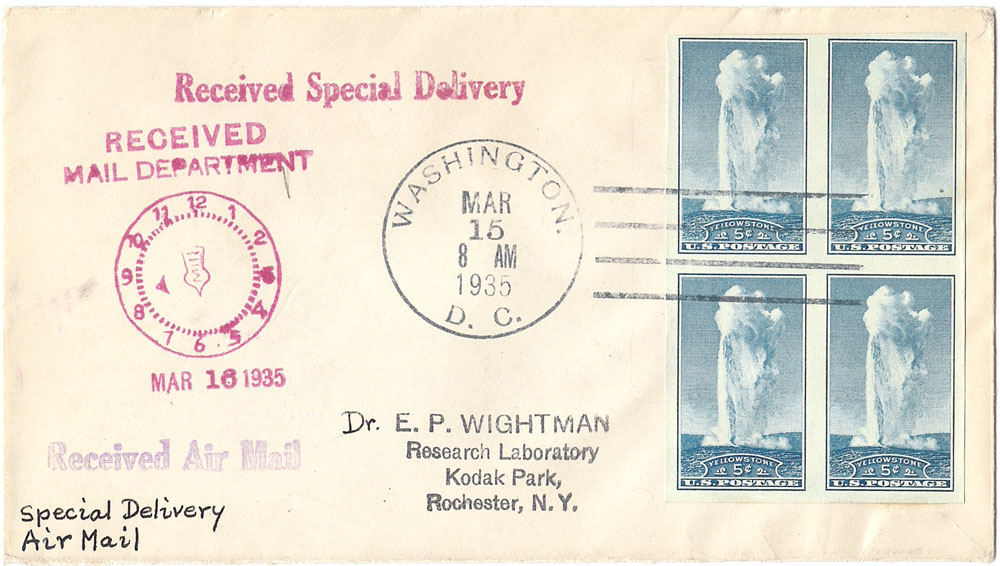 Received Special Delivery
RECEIVED
MAIL DEPARTMENT
12
1
2
3
4
5
6
7
8
9
10
11
MAR 16 1935
WASHINGTON.
MAR
15
8 AM
1935
D. C.
YELLOWSTONE
5¢
U.S. POSTAGE
YELLOWSTONE
5¢
U.S. POSTAGE
YELLOWSTONE
5¢
U.S. POSTAGE
YELLOWSTONE
5¢
U.S. POSTAGE
Dr. E. P. WIGHTMAN
Research Laboratory
Kodak Park,
Rochester, N. Y.
Received Air Mail
Special Delivery
Air Mail